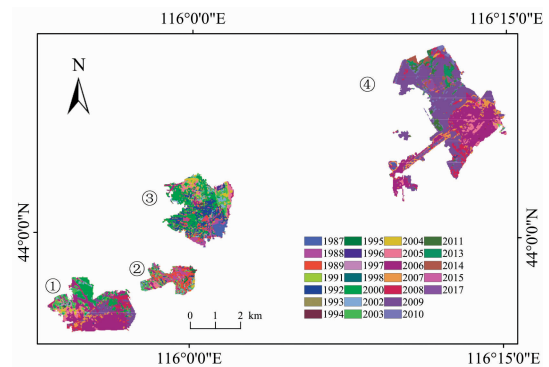 116°0'0"E 116°15'0"E
N
④
③
44°0'0"N 44°0'0"N
②
①
1987 1995 2004 2011
1988 1996 2005 2013
1989 1997 2006 2014
1991 1998 2007 2015
1992 2000 2008 2017
1993 2002 2009
1994 2003 2010
0 1 2 km
116°0'0"E 116°15'0"E